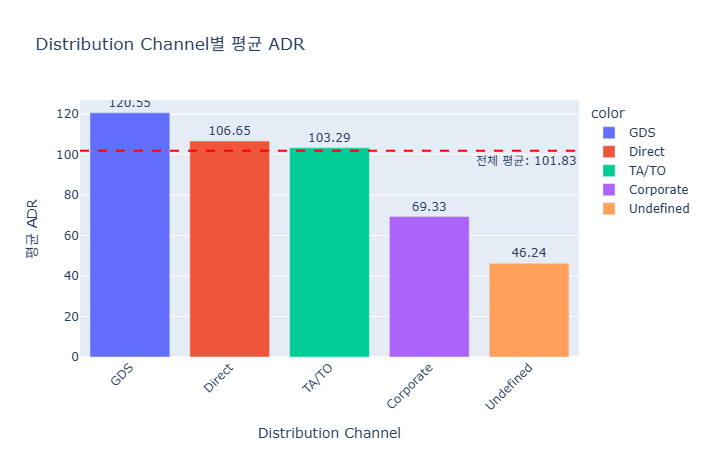 Distribution Channel별 평균 ADR
평균 ADR
120
100
80
60
40
20
0
120.55
106.65
103.29
69.33
46.24
전체 평균: 101.83
GDS
Direct
TA/TO
Corporate
Undefined
Distribution Channel
color
GDS
Direct
TA/TO
Corporate
Undefined